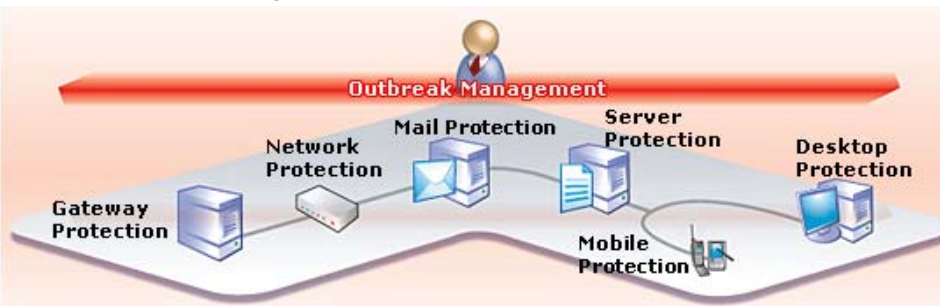 Outbreak Management
Mail Protection
Server
Protection
Network
Protection
Desktop
Protection
Gateway
Protection
Mobile
Protection